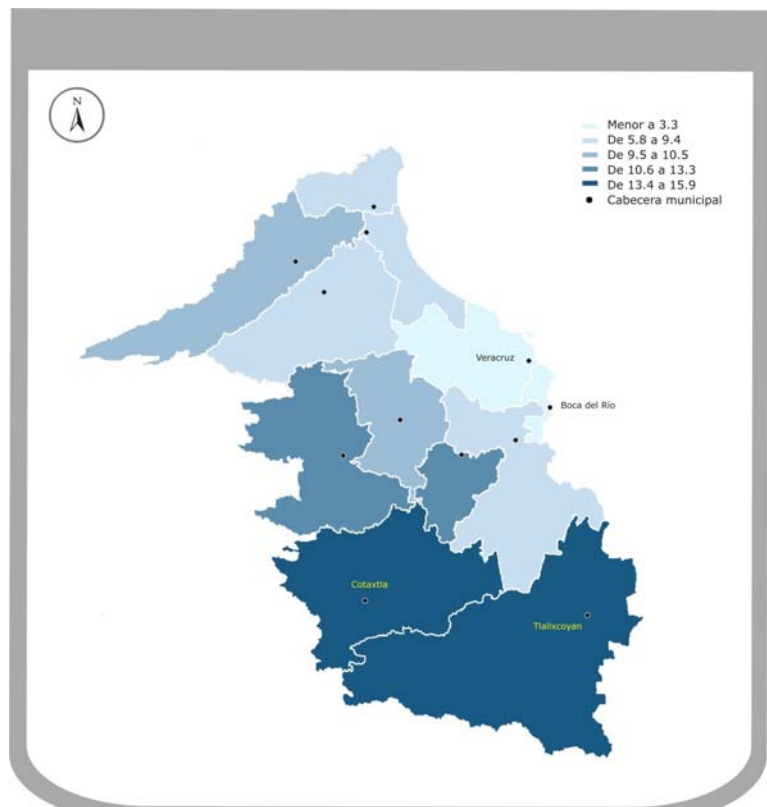 N
Menor a 3.3
De 5.8 a 9.4
De 9.5 a 10.5
De 10.6 a 13.3
De 13.4 a 15.9
Cabecera municipal
Veracruz
Boca del Río
Cotaxtla
Tlalixcoyan